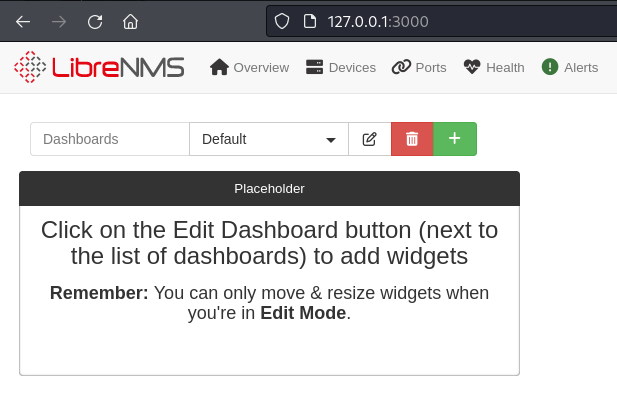 127.0.0.1:3000
LibreNMS Overview Devices Ports Health Alerts
Dashboards Default
Placeholder
Click on the Edit Dashboard button (next to
the list of dashboards) to add widgets
Remember: You can only move & resize widgets when
you're in Edit Mode.